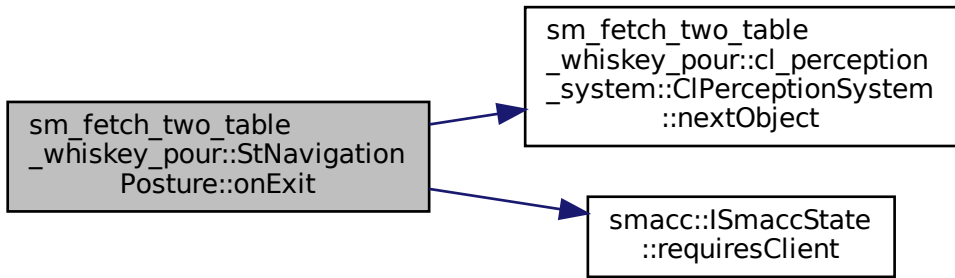 sm_fetch_two_table
_whiskey_pour::StNavigation
Posture::onExit
sm_fetch_two_table
_whiskey_pour::cl_perception
_system::ClPerceptionSystem
::nextObject
smacc::ISmaccState
::requiresClient